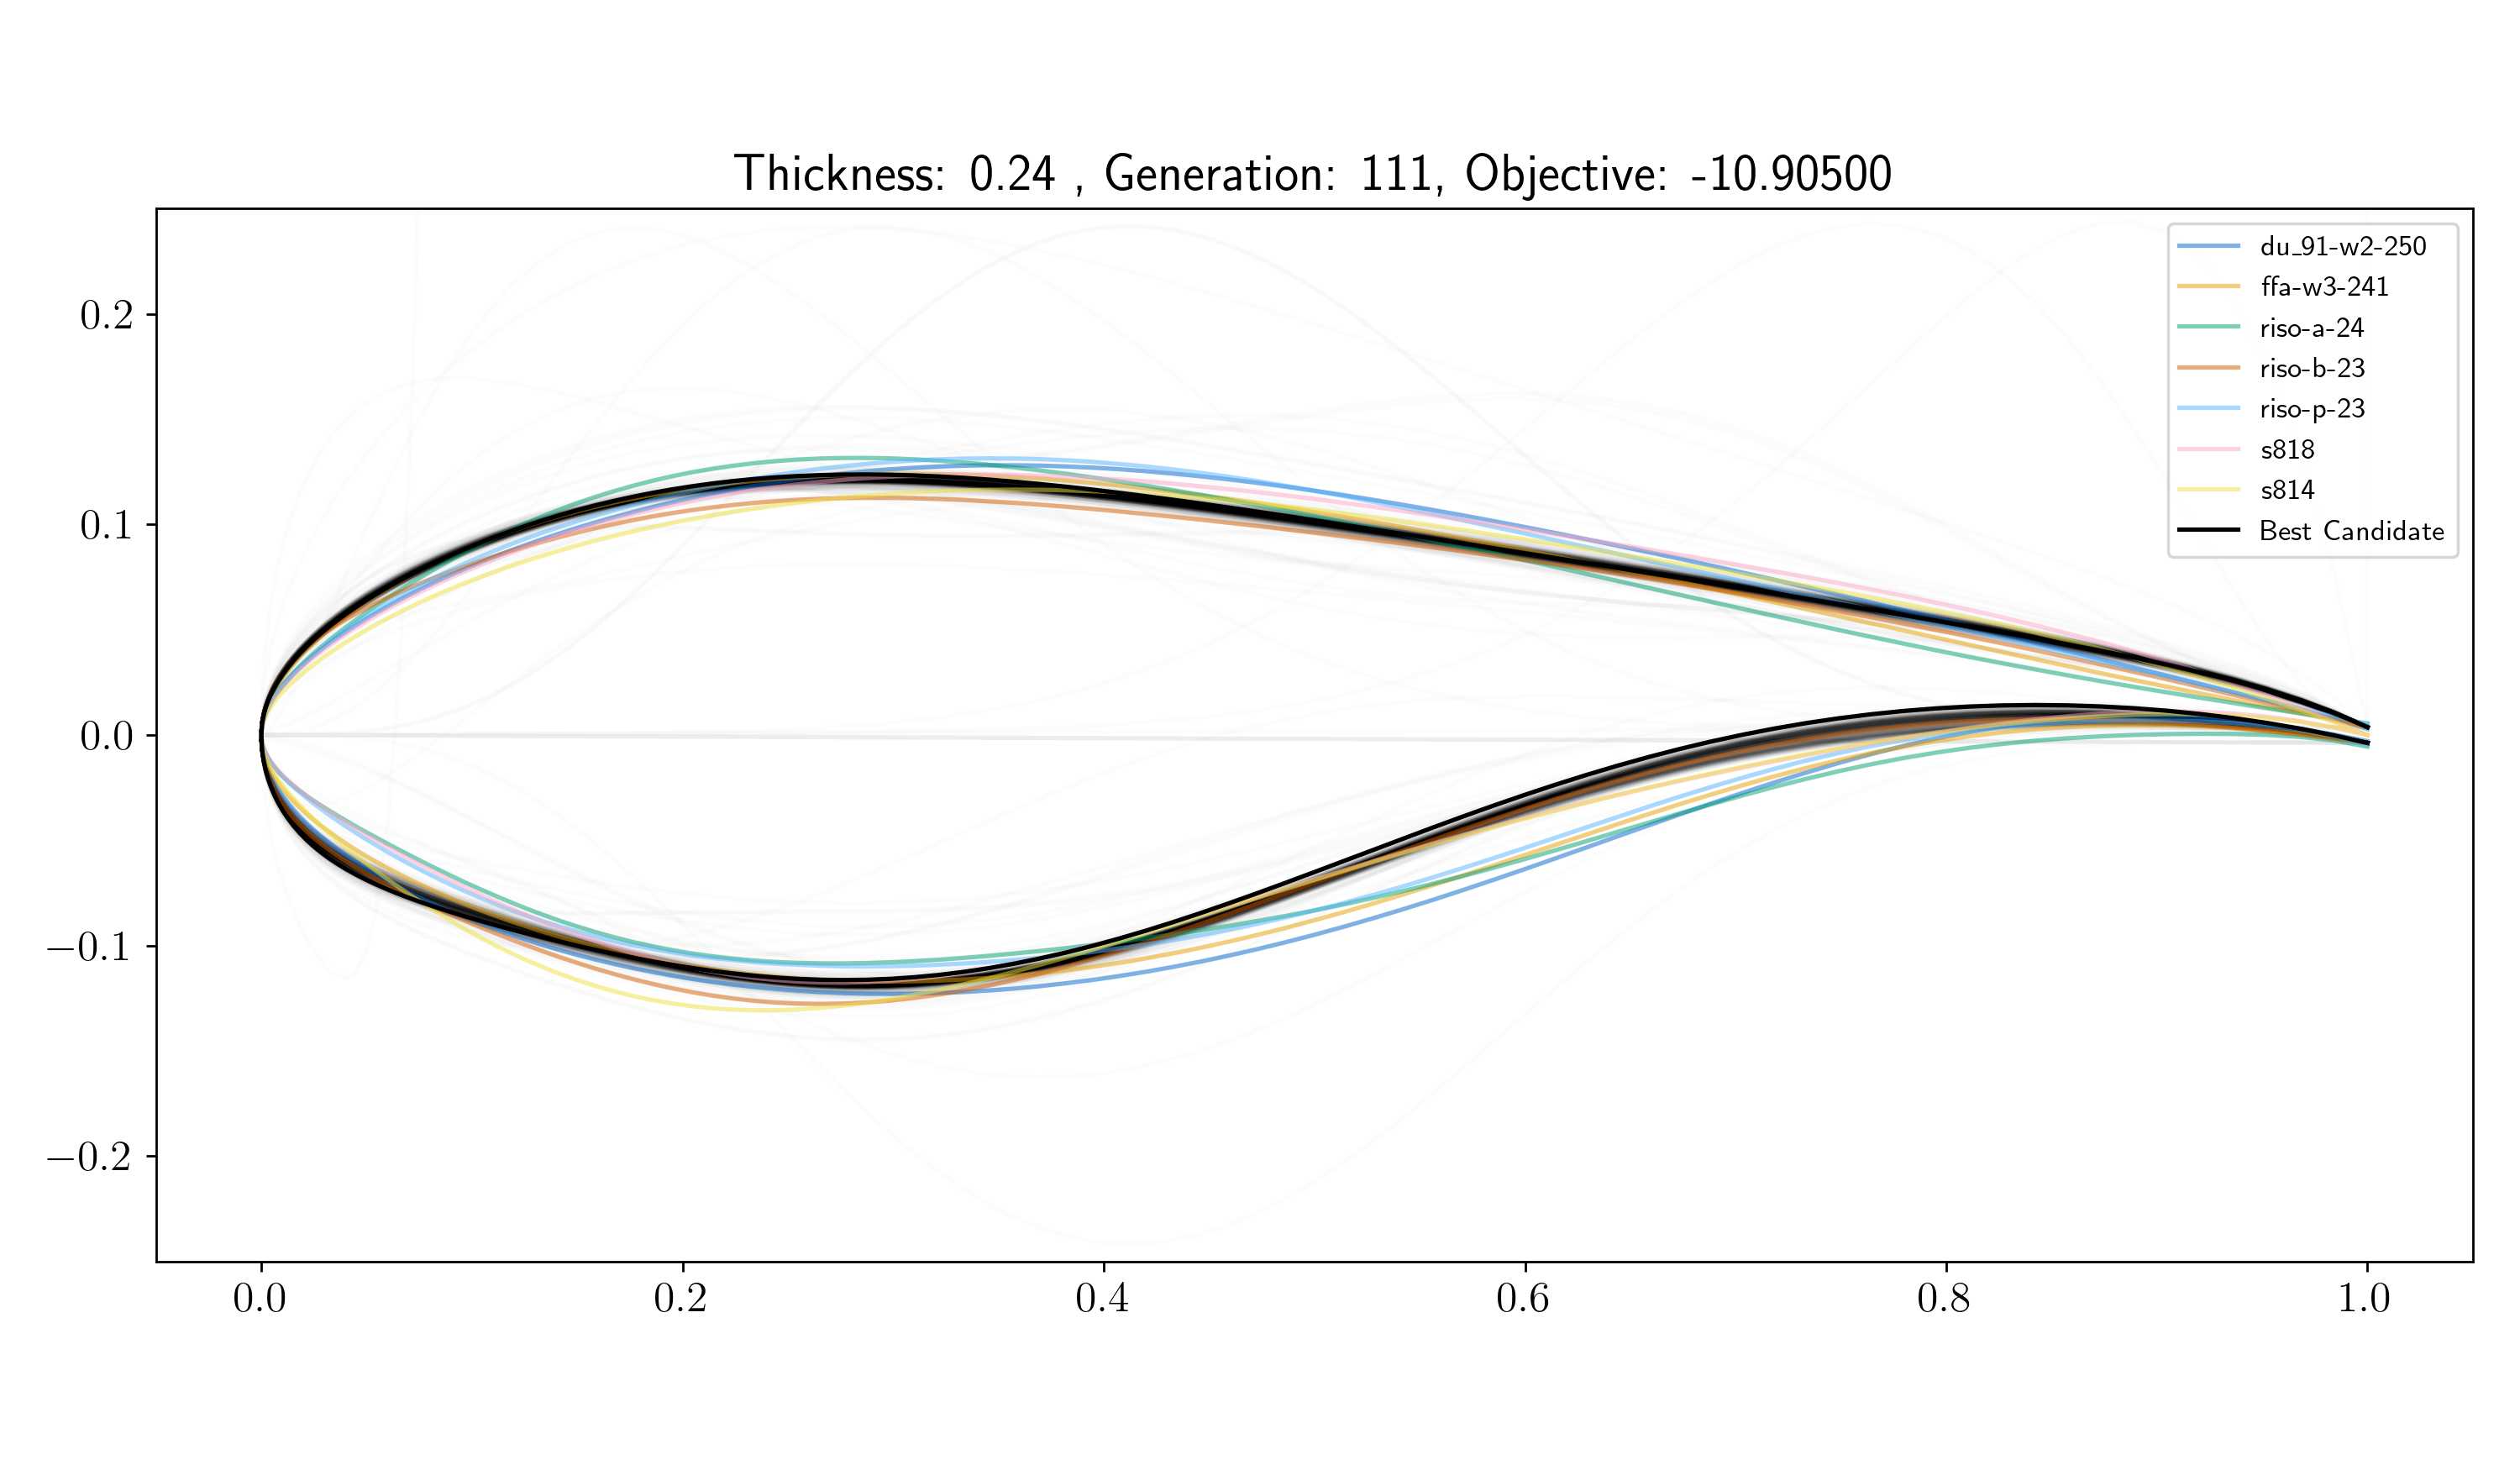 Thickness: 0.24 , Generation: 111, Objective: -10.90500
du_91-w2-250
ffa-w3-241
riso-a-24
riso-b-23
riso-p-23
s818
s814
Best Candidate
0.2
0.1
0.0
−0.1
−0.2
0.0 0.2 0.4 0.6 0.8 1.0